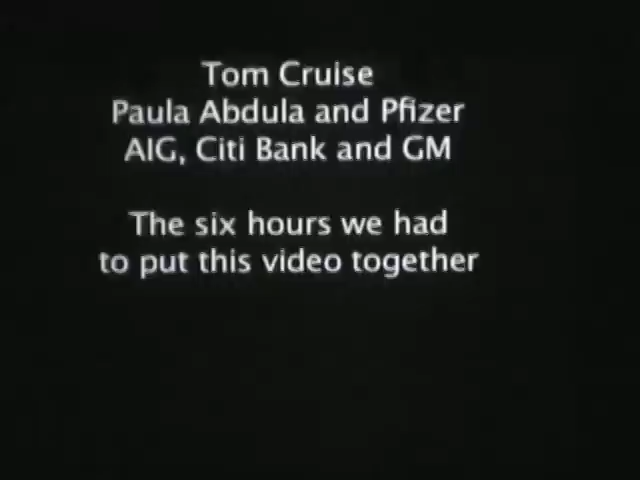 Tom Cruise
Paula Abdula and Pfizer
AIG, Citi Bank and GM
The six hours we had
to put this video together